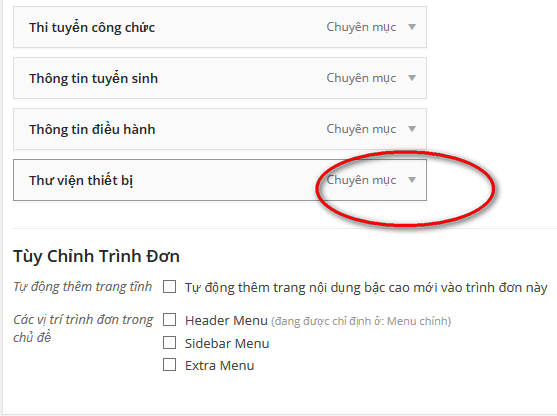 Thi tuyển công chức Chuyên mục
Thông tin tuyển sinh Chuyên mục
Thông tin điều hành Chuyên mục
Thư viện thiết bị Chuyên mục
Tùy Chỉnh Trình Đơn
Tự động thêm trang tĩnh Tự động thêm trang nội dụng bậc cao mới vào trình đơn này
Các vị trí trình đơn trong Header Menu (đang được chỉ định ở: Menu chính)
chủ đề
Sidebar Menu
Extra Menu